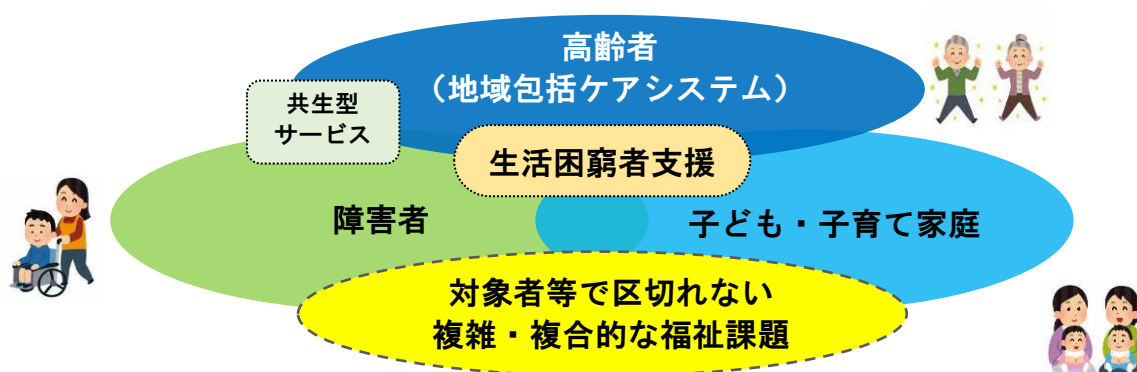 高齢者
（地域包括ケアシステム）
共生型
サービス
生活困窮者支援
障害者
子ども・子育て家庭
対象者等で区切れない
複雑・複合的な福祉課題